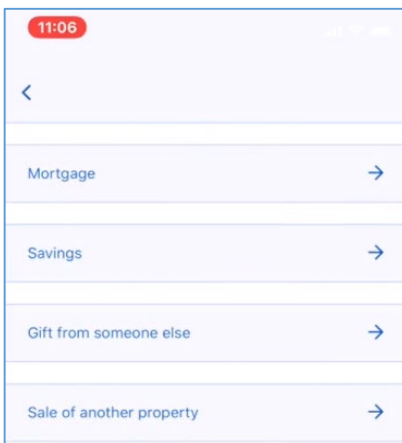 11:06
Mortgage
Savings
Gift from someone else
Sale of another property